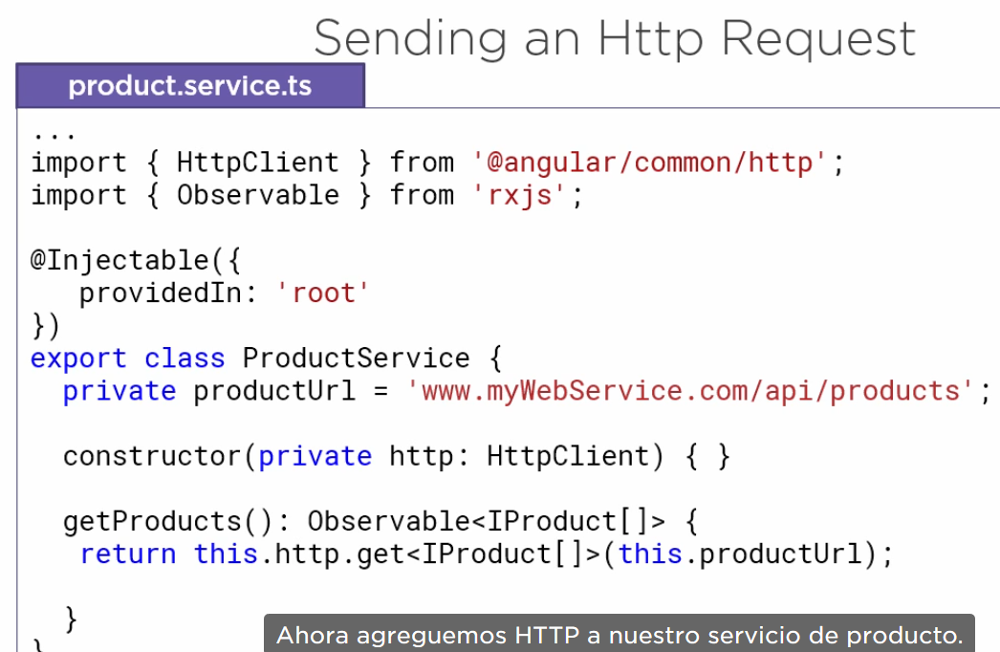 Sending an Http Request
product.service.ts
...
import { HttpClient } from '@angular/common/http';
import { Observable } from 'rxjs';
@Injectable({
   providedIn: 'root'
})
export class ProductService {
  private productUrl = 'www.myWebService.com/api/products';
  constructor(private http: HttpClient) { }
  getProducts(): Observable<IProduct[]> {
   return this.http.get<IProduct[]>(this.productUrl);
  }
}
Ahora agreguemos HTTP a nuestro servicio de producto.